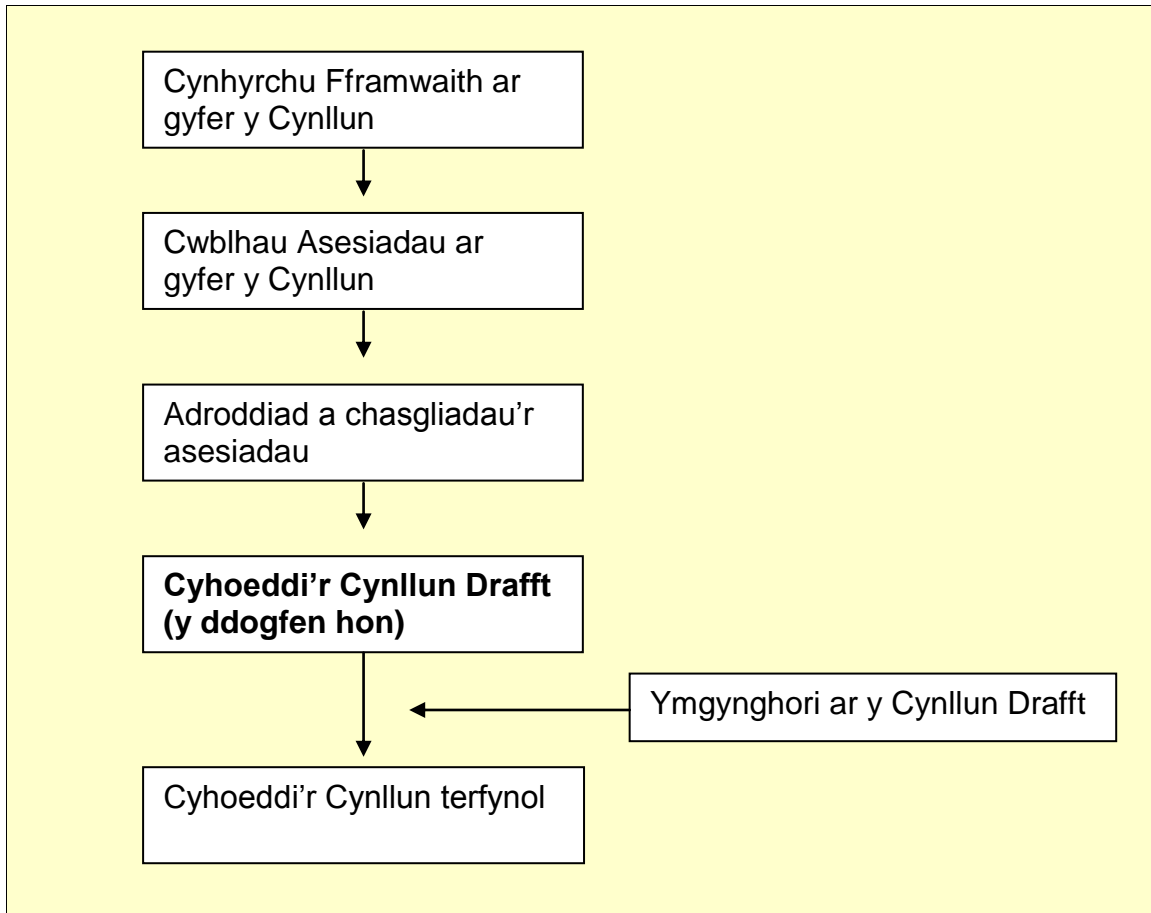 Cynhyrchu Fframwaith ar
gyfer y Cynllun
Cwblhau Asesiadau ar
gyfer y Cynllun
Adroddiad a chasgliadau’r
asesiadau
Cyhoeddi’r Cynllun Drafft
(y ddogfen hon)
Ymgynghori ar y Cynllun Drafft
Cyhoeddi’r Cynllun terfynol